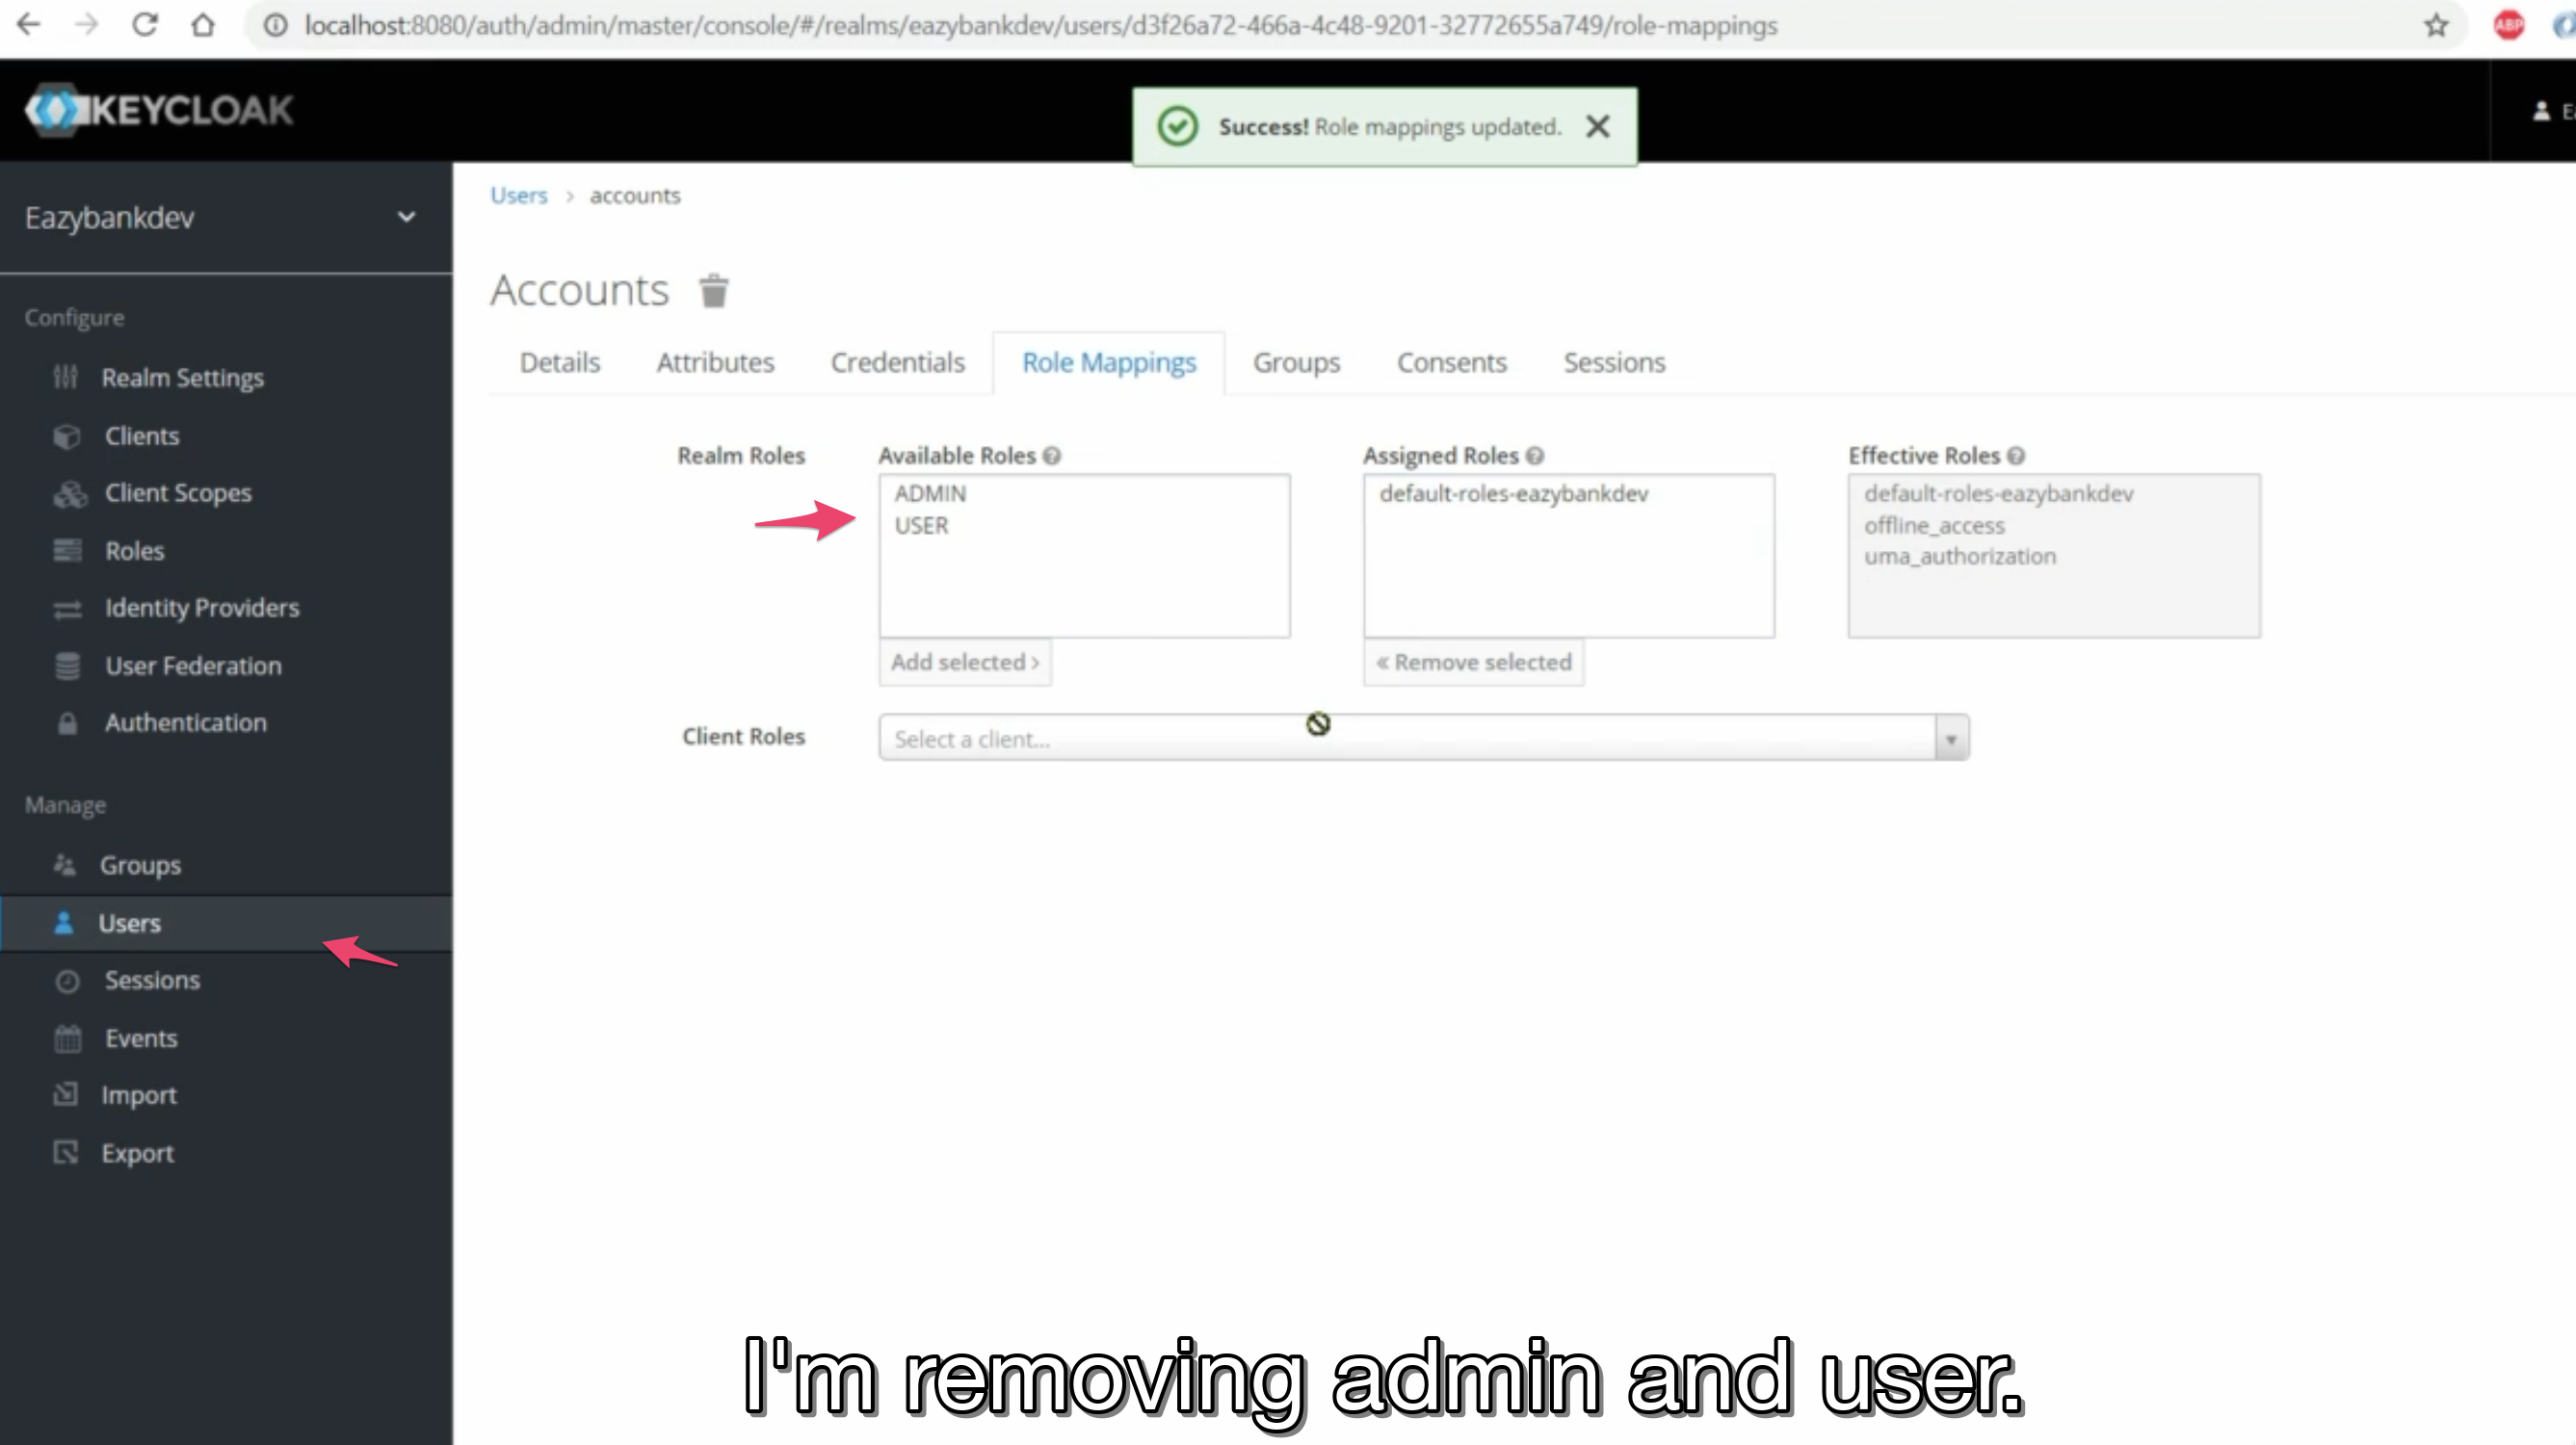 localhost:8080/auth/admin/master/console/#/realms/eazybankdev/users/d3f26a72-466a-4c48-9201-32772655a749/role-mappings
ABP
KEYCLOAK
Success! Role mappings updated.
Eazybankdev
Users > accounts
Accounts
Configure
Realm Settings
Clients
Client Scopes
Roles
Identity Providers
User Federation
Authentication
Manage
Groups
Users
Sessions
Events
Import
Export
Details Attributes Credentials Role Mappings Groups Consents Sessions
Realm Roles
Available Roles
ADMIN
USER
Add selected >
Assigned Roles
default-roles-eazybankdev
« Remove selected
Effective Roles
default-roles-eazybankdev
offline_access
uma_authorization
Client Roles
Select a client...
I'm removing admin and user.